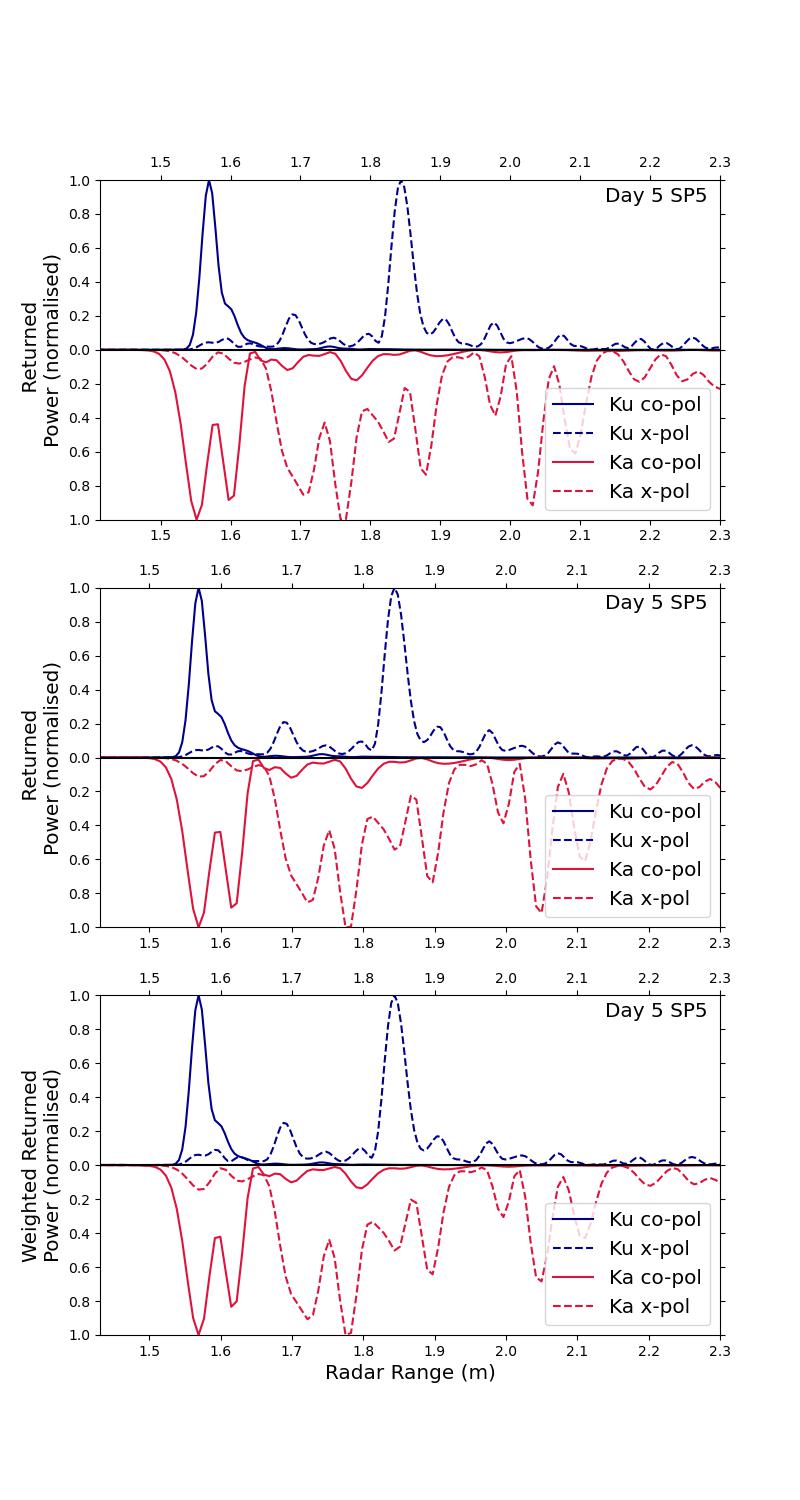 1.5 1.6 1.7 1.8 1.9 2.0 2.1 2.2 2.3
Day 5 SP5
1.0
0.8
0.6
0.4
0.2
0.0
0.2
0.4
0.6
0.8
1.0
Returned
Power (normalised)
Ku co-pol
Ku x-pol
Ka co-pol
Ka x-pol
1.5 1.6 1.7 1.8 1.9 2.0 2.1 2.2 2.3
1.5 1.6 1.7 1.8 1.9 2.0 2.1 2.2 2.3
Day 5 SP5
1.0
0.8
0.6
0.4
0.2
0.0
0.2
0.4
0.6
0.8
1.0
Returned
Power (normalised)
Ku co-pol
Ku x-pol
Ka co-pol
Ka x-pol
1.5 1.6 1.7 1.8 1.9 2.0 2.1 2.2 2.3
1.5 1.6 1.7 1.8 1.9 2.0 2.1 2.2 2.3
Day 5 SP5
1.0
0.8
0.6
0.4
0.2
0.0
0.2
0.4
0.6
0.8
1.0
Weighted Returned
Power (normalised)
Ku co-pol
Ku x-pol
Ka co-pol
Ka x-pol
1.5 1.6 1.7 1.8 1.9 2.0 2.1 2.2 2.3
Radar Range (m)